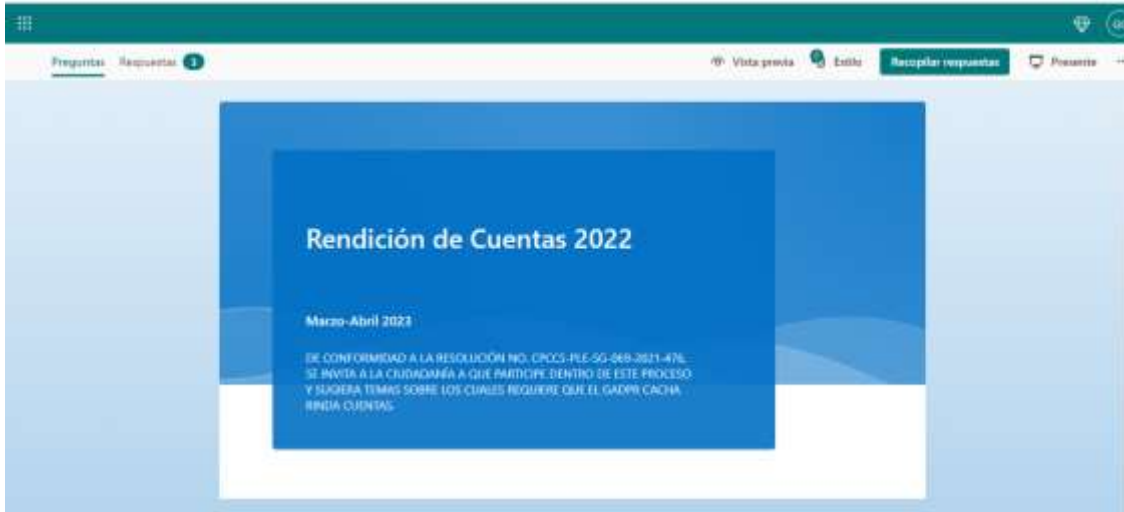 Preguntas Respuestas 3
Vista previa Estilo Recopilar respuestas Presente
Rendición de Cuentas 2022
Marzo-Abril 2023
DE CONFORMIDAD A LA RESOLUCIÓN NO. CPCCS-PLE-SG-069-2021-476,
SE INVITA A LA CIUDADANÍA A QUE PARTICIPE DENTRO DE ESTE PROCESO
Y SUGIERA TEMAS SOBRE LOS CUALES REQUIERE QUE EL GADPR CACHA
RINDA CUENTAS.